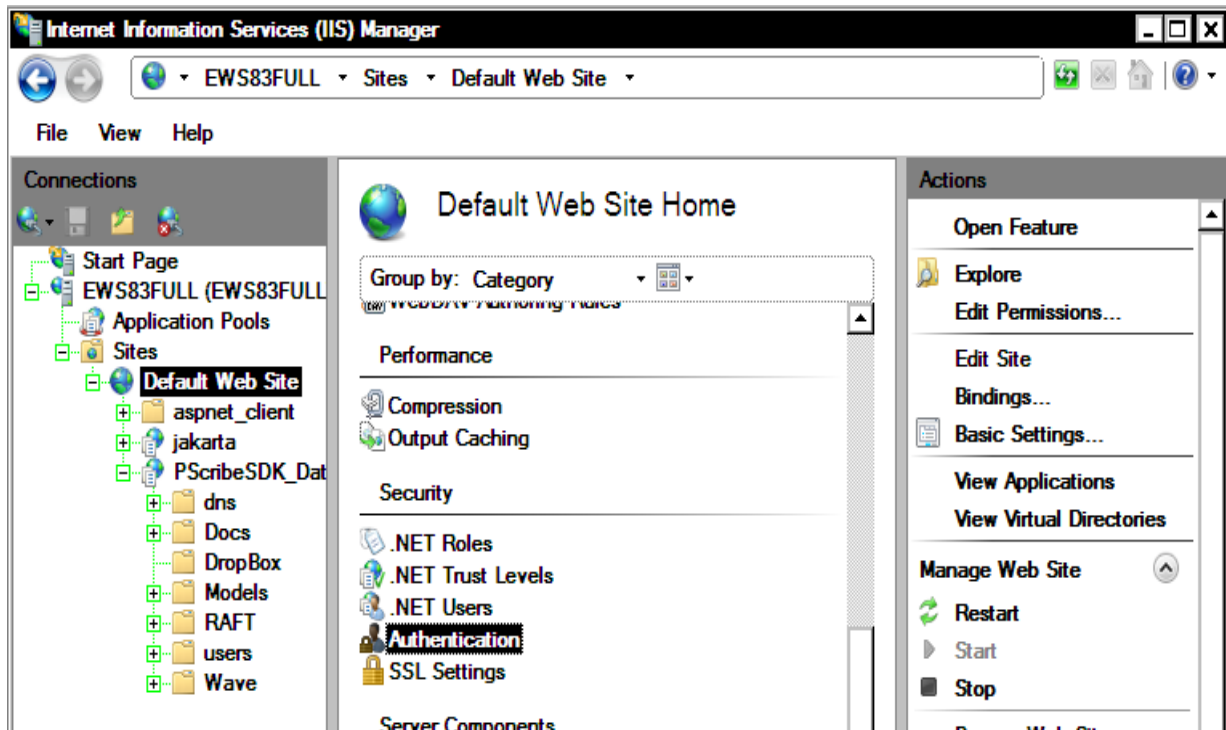 Internet Information Services (IIS) Manager
EWS83FULL Sites Default Web Site
File View Help
Connections
Start Page
EWS83FULL (EWS83FULL
Application Pools
Sites
Default Web Site
aspnet_client
jakarta
PScribeSDK_Dat
dns
Docs
DropBox
Models
RAFT
users
Wave
Default Web Site Home
Group by: Category
WebDAV Authoring Rules
Performance
Compression
Output Caching
Security
.NET Roles
.NET Trust Levels
.NET Users
Authentication
SSL Settings
Server Components
Actions
Open Feature
Explore
Edit Permissions...
Edit Site
Bindings...
Basic Settings...
View Applications
View Virtual Directories
Manage Web Site
Restart
Start
Stop